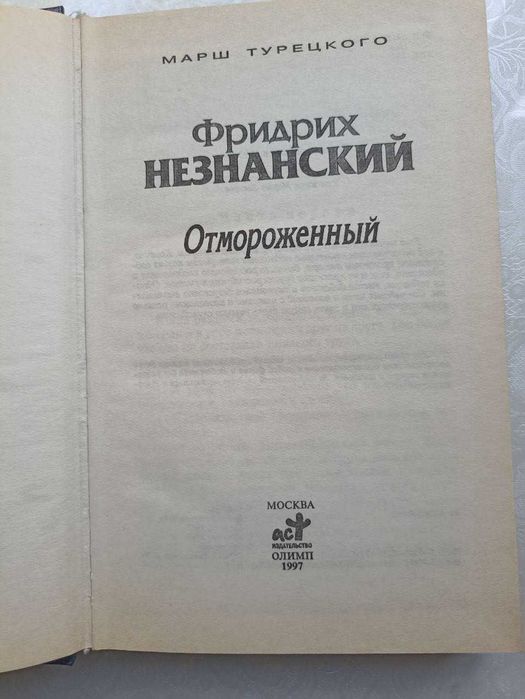 МАРШ ТУРЕЦКОГО
Фридрих
НЕЗНАНСКИЙ
Отмороженный
МОСКВА
аст
ИЗДАТЕЛЬСТВО
ОЛИМП
1997